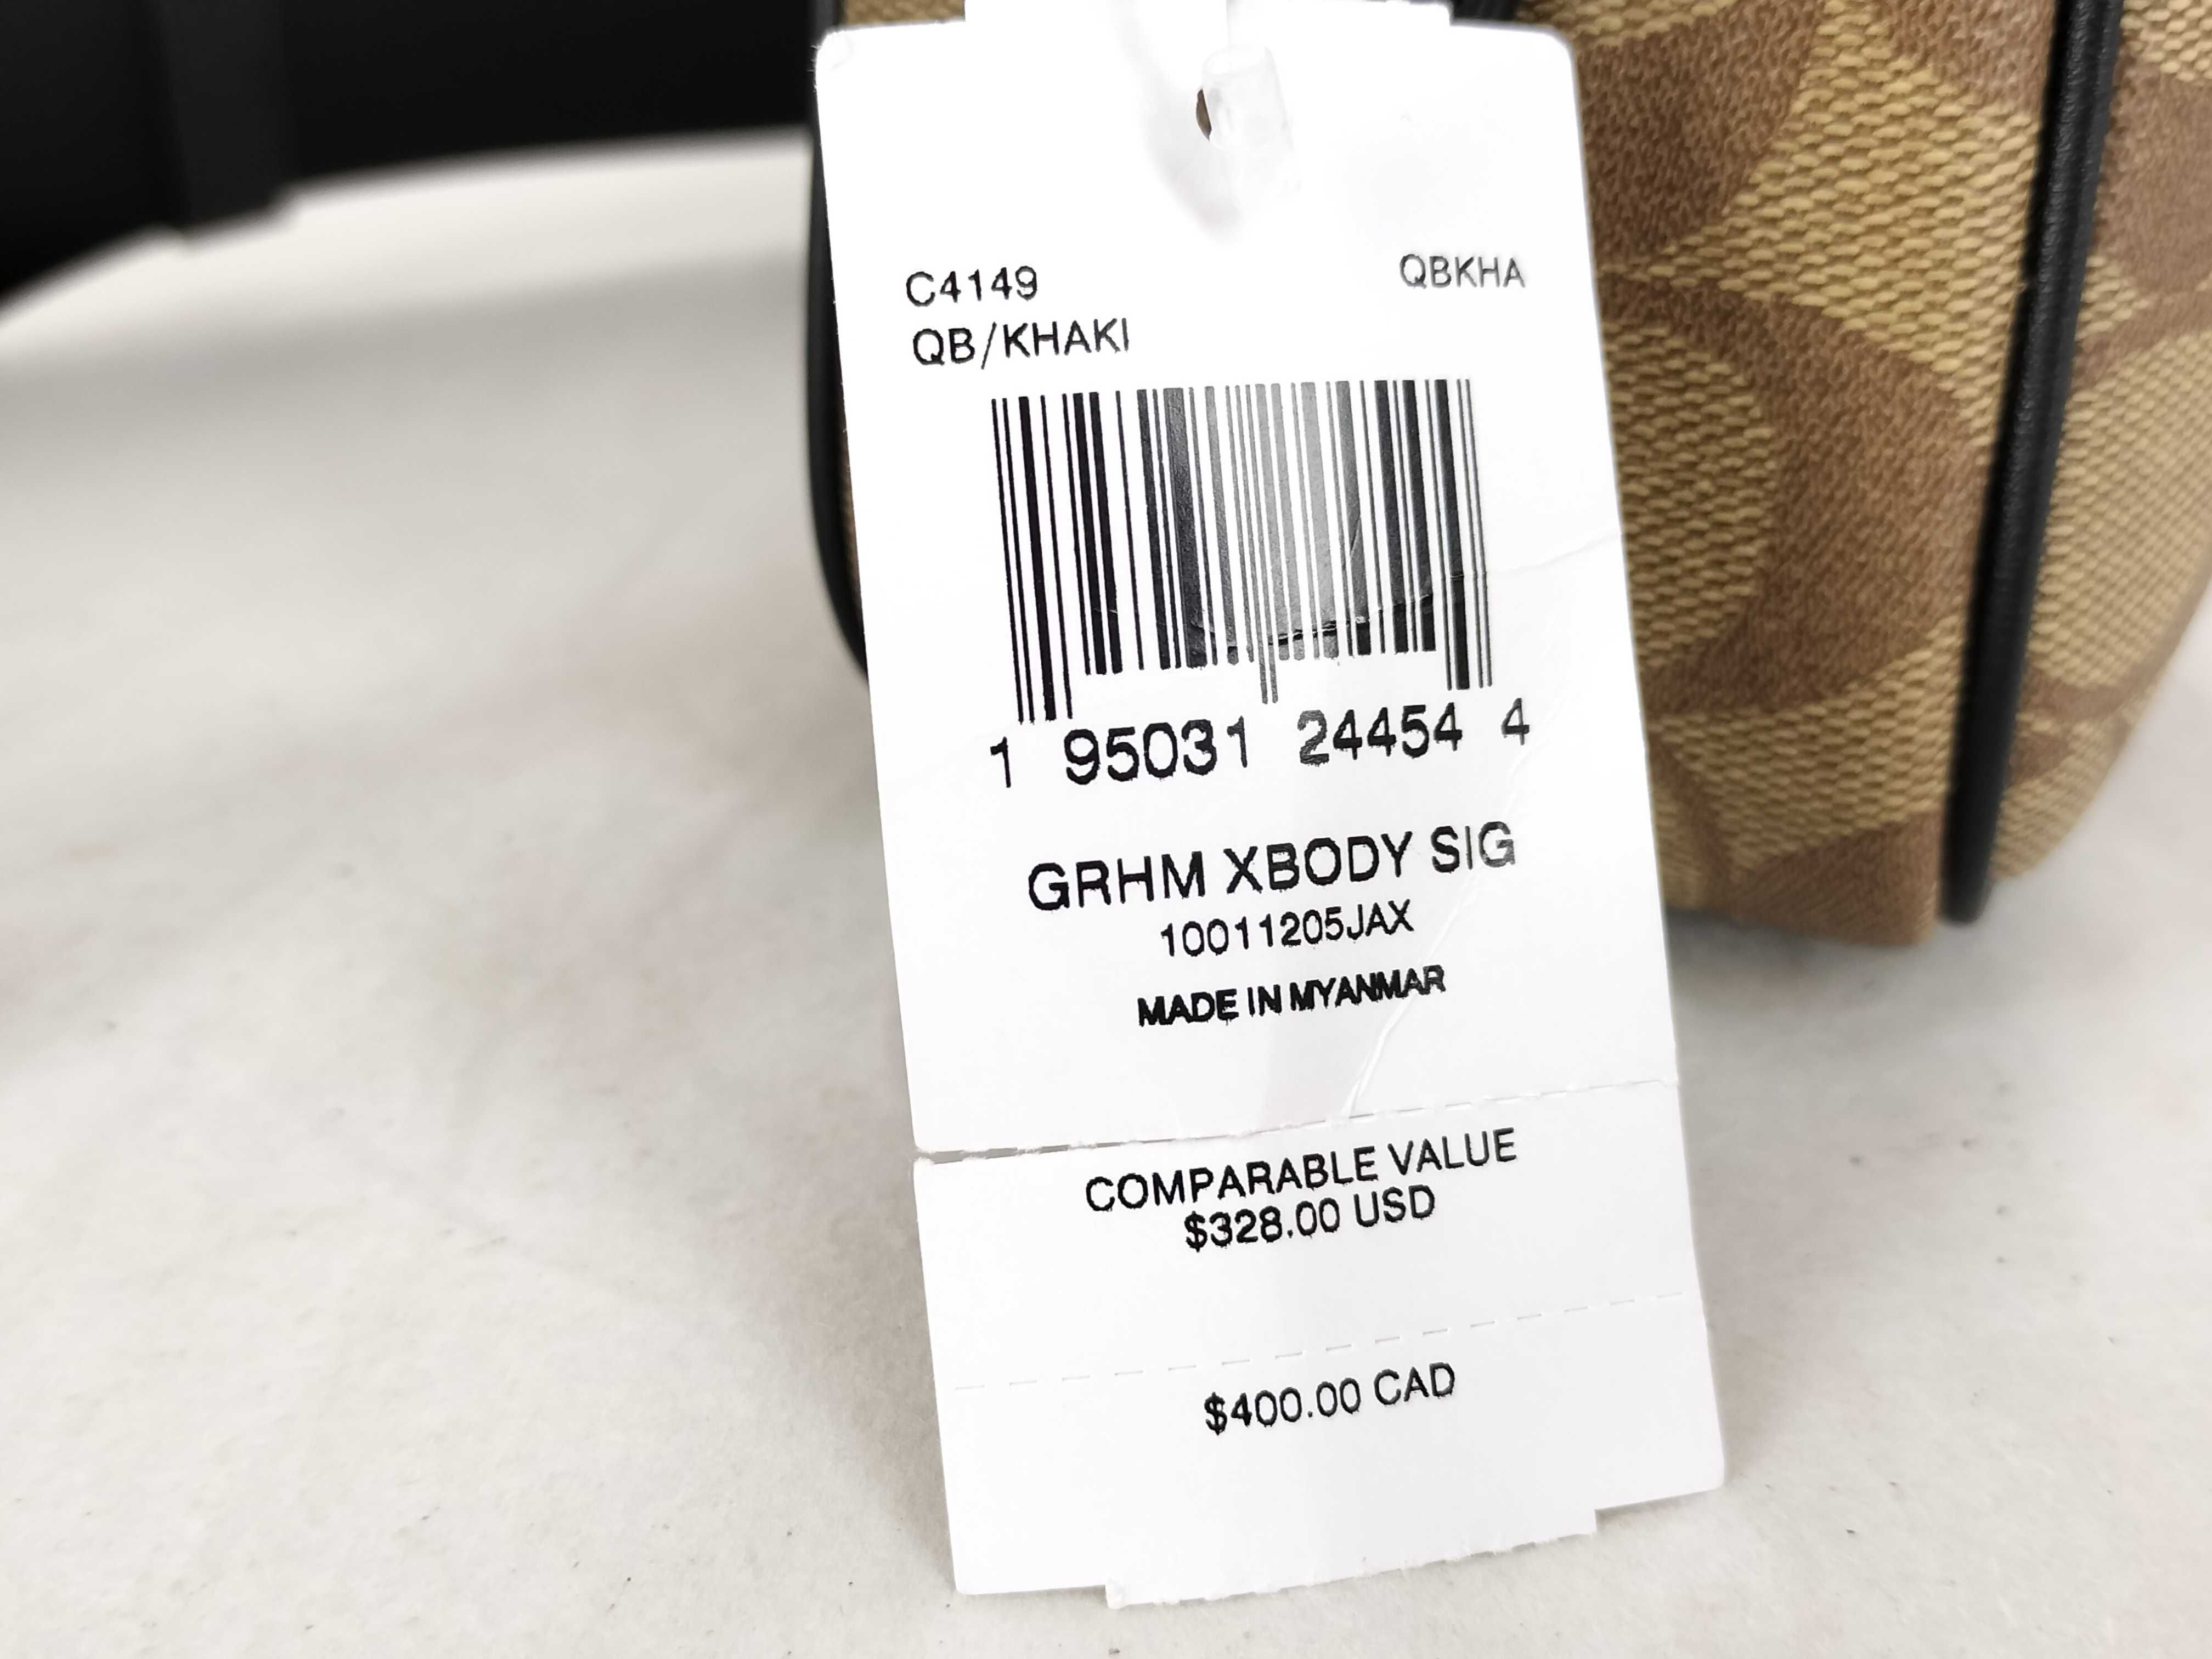 C4149 QBKHA
QB/KHAKI
1 95031 24454 4
GRHM XBODY SIG
10011205JAX
MADE IN MYANMAR
COMPARABLE VALUE
$328.00 USD
$400.00 CAD